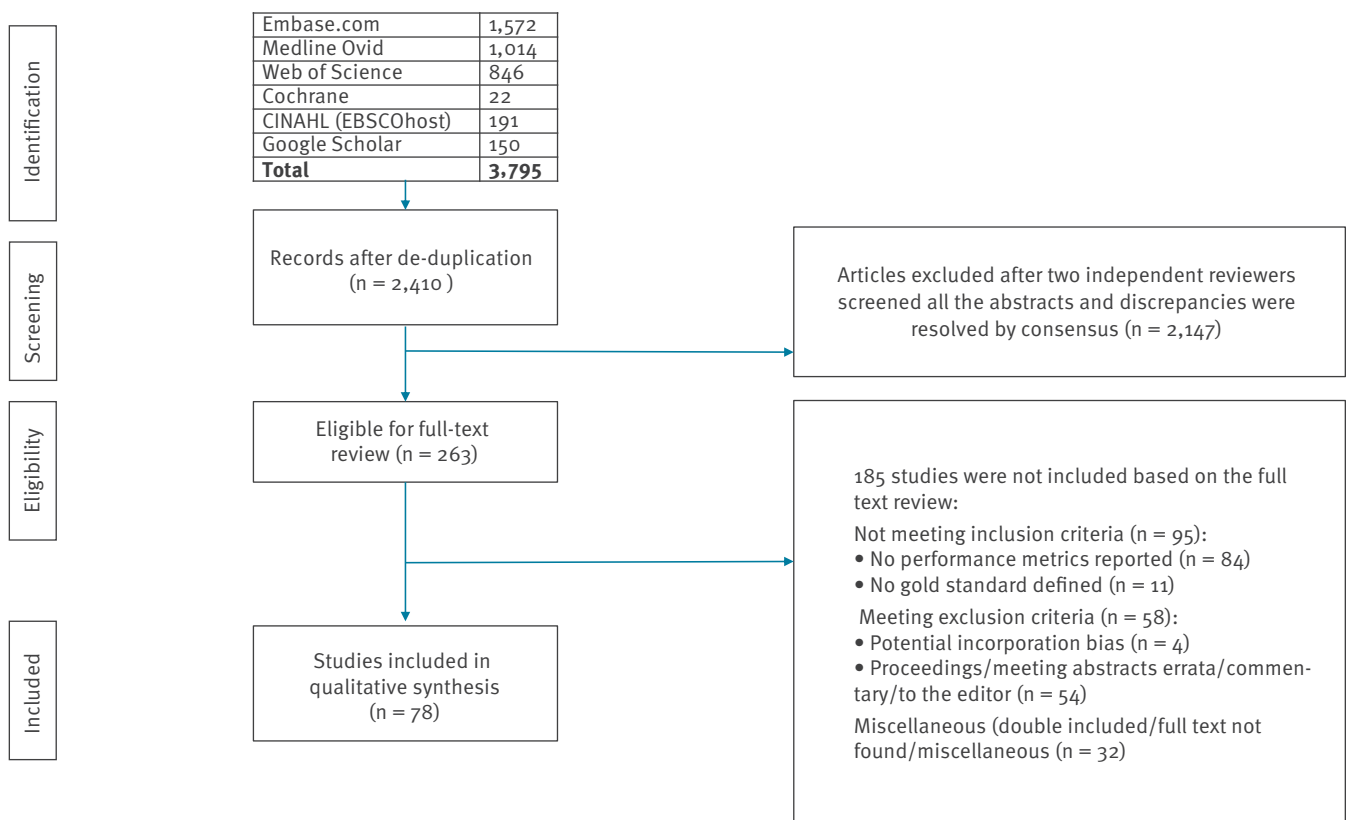 Identification
Embase.com 1,572
Medline Ovid 1,014
Web of Science 846
Cochrane 22
CINAHL (EBSCOhost) 191
Google Scholar 150
Total 3,795
Screening
Records after de-duplication
(n = 2,410 )
Articles excluded after two independent reviewers
screened all the abstracts and discrepancies were
resolved by consensus (n = 2,147)
Eligibility
Eligible for full-text
review (n = 263)
185 studies were not included based on the full
text review:
Not meeting inclusion criteria (n = 95):
• No performance metrics reported (n = 84)
• No gold standard defined (n = 11)
Meeting exclusion criteria (n = 58):
• Potential incorporation bias (n = 4)
• Proceedings/meeting abstracts errata/commen-
tary/to the editor (n = 54)
Miscellaneous (double included/full text not
found/miscellaneous (n = 32)
Included
Studies included in
qualitative synthesis
(n = 78)